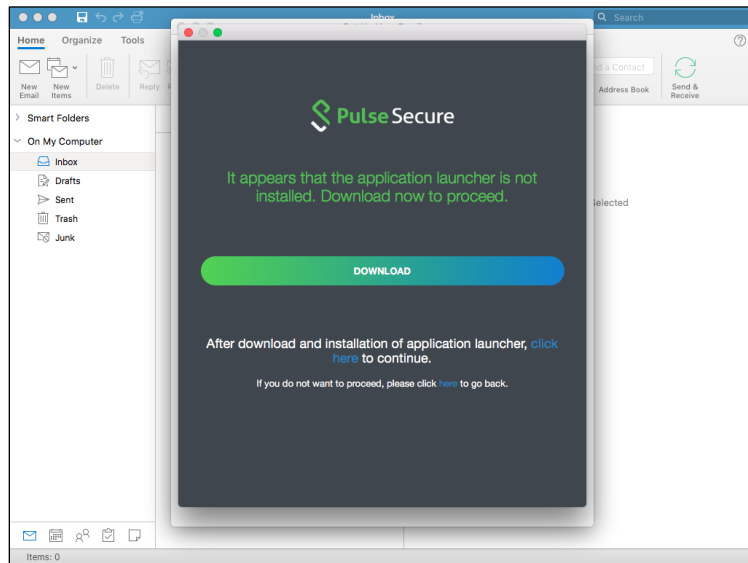 Inbox
Search
Home Organize Tools
New Email
New Items
Delete
Reply
a Contact
Address Book
Send & Receive
Smart Folders
On My Computer
Inbox
Drafts
Sent
Trash
Junk
Selected
Pulse Secure
It appears that the application launcher is not
installed. Download now to proceed.
DOWNLOAD
After download and installation of application launcher, click
here to continue.
If you do not want to proceed, please click here to go back.
Items: 0